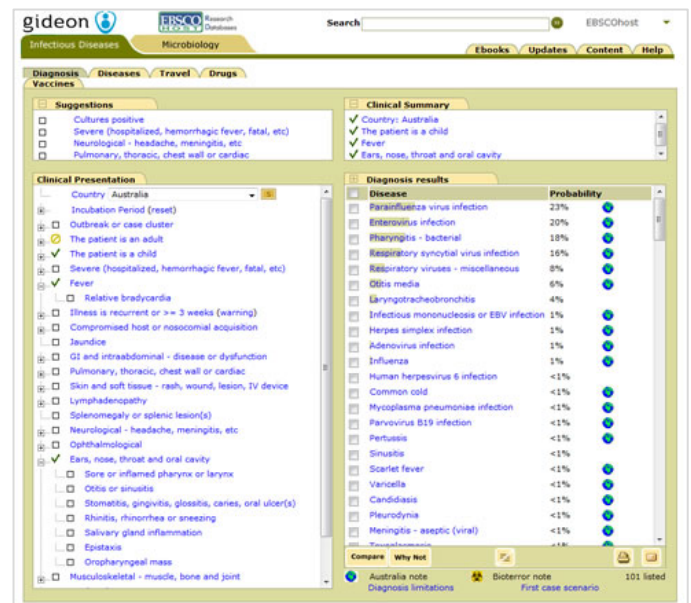 gideon
EBSCO Research Databases
HOST
Search
EBSCOhost
Infectious Diseases
Microbiology
Ebooks
Updates
Content
Help
Diagnosis
Diseases
Travel
Drugs
Vaccines
Suggestions
Cultures positive
Severe (hospitalized, hemorrhagic fever, fatal, etc)
Neurological - headache, meningitis, etc
Pulmonary, thoracic, chest wall or cardiac
Clinical Summary
Country: Australia
The patient is a child
Fever
Ears, nose, throat and oral cavity
Clinical Presentation
Country Australia
Incubation Period (reset)
Outbreak or case cluster
The patient is an adult
The patient is a child
Severe (hospitalized, hemorrhagic fever, fatal, etc)
Fever
Relative bradycardia
Illness is recurrent or >= 3 weeks (warning)
Compromised host or nosocomial acquisition
Jaundice
GI and intraabdominal - disease or dysfunction
Pulmonary, thoracic, chest wall or cardiac
Skin and soft tissue - rash, wound, lesion, IV device
Lymphadenopathy
Splenomegaly or splenic lesion(s)
Neurological - headache, meningitis, etc
Ophthalmological
Ears, nose, throat and oral cavity
Sore or inflamed pharynx or larynx
Otitis or sinusitis
Stomatitis, gingivitis, glossitis, caries, oral ulcer(s)
Rhinitis, rhinorrhea or sneezing
Salivary gland inflammation
Epistaxis
Oropharyngeal mass
Musculoskeletal - muscle, bone and joint
Diagnosis results
Disease Probability
Parainfluenza virus infection 23%
Enterovirus infection 20%
Pharyngitis - bacterial 18%
Respiratory syncytial virus infection 16%
Respiratory viruses - miscellaneous 8%
Otitis media 6%
Laryngotracheobronchitis 4%
Infectious mononucleosis or EBV infection 1%
Herpes simplex infection 1%
Adenovirus infection 1%
Influenza 1%
Human herpesvirus 6 infection <1%
Common cold <1%
Mycoplasma pneumoniae infection <1%
Parvovirus B19 infection <1%
Pertussis <1%
Sinusitis <1%
Scarlet fever <1%
Varicella <1%
Candidiasis <1%
Pleurodynia <1%
Meningitis - aseptic (viral) <1%
Compare
Why Not
Australia note
Bioterror note
101 listed
Diagnosis limitations
First case scenario